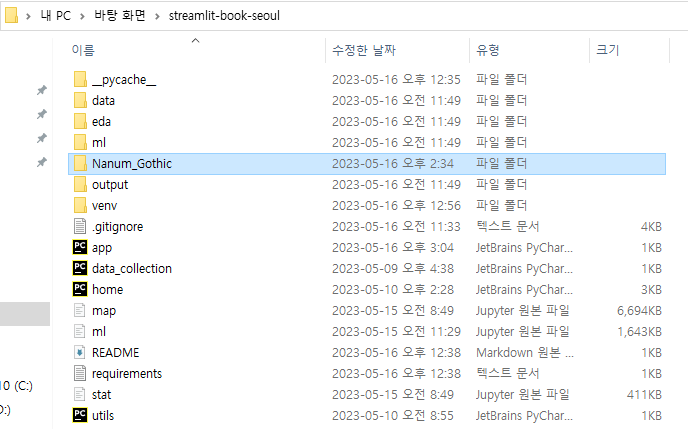 내 PC > 바탕 화면 > streamlit-book-seoul
이름 수정한 날짜 유형 크기
__pycache__ 2023-05-16 오후 12:35 파일 폴더
data 2023-05-16 오전 11:49 파일 폴더
eda 2023-05-16 오전 11:49 파일 폴더
ml 2023-05-16 오전 11:49 파일 폴더
Nanum_Gothic 2023-05-16 오후 2:34 파일 폴더
output 2023-05-16 오전 11:49 파일 폴더
venv 2023-05-16 오후 12:56 파일 폴더
.gitignore 2023-05-16 오전 11:33 텍스트 문서 4KB
app 2023-05-16 오후 3:04 JetBrains PyChar... 1KB
data_collection 2023-05-09 오후 4:38 JetBrains PyChar... 1KB
home 2023-05-10 오후 2:28 JetBrains PyChar... 3KB
map 2023-05-15 오전 8:49 Jupyter 원본 파일 6,694KB
ml 2023-05-15 오전 11:29 Jupyter 원본 파일 1,643KB
README 2023-05-16 오후 12:38 Markdown 원본 ... 1KB
requirements 2023-05-16 오후 12:38 텍스트 문서 1KB
10 (C:)
stat 2023-05-15 오전 8:49 Jupyter 원본 파일 411KB
D:)
utils 2023-05-10 오전 8:55 JetBrains PyChar... 1KB